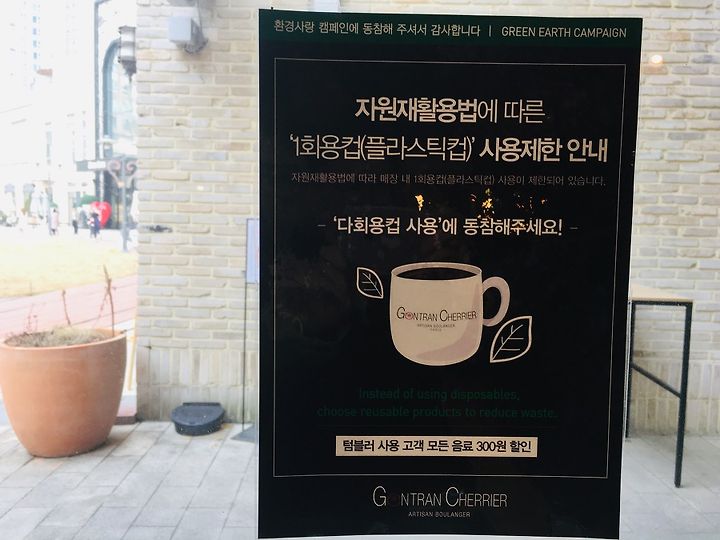 환경사랑 캠페인에 동참해 주셔서 감사합니다 | GREEN EARTH CAMPAIGN
자원재활용법에 따른
'1회용컵(플라스틱컵)' 사용제한 안내
자원재활용법에 따라 매장 내 1회용컵(플라스틱컵) 사용이 제한되어 있습니다.
- '다회용컵 사용'에 동참해주세요! -
GONTRAN CHERRIER
ARTISAN BOULANGER
Instead of using disposables,
choose reusable products to reduce waste.
텀블러 사용 고객 모든 음료 300원 할인
GONTRAN CHERRIER
ARTISAN BOULANGER